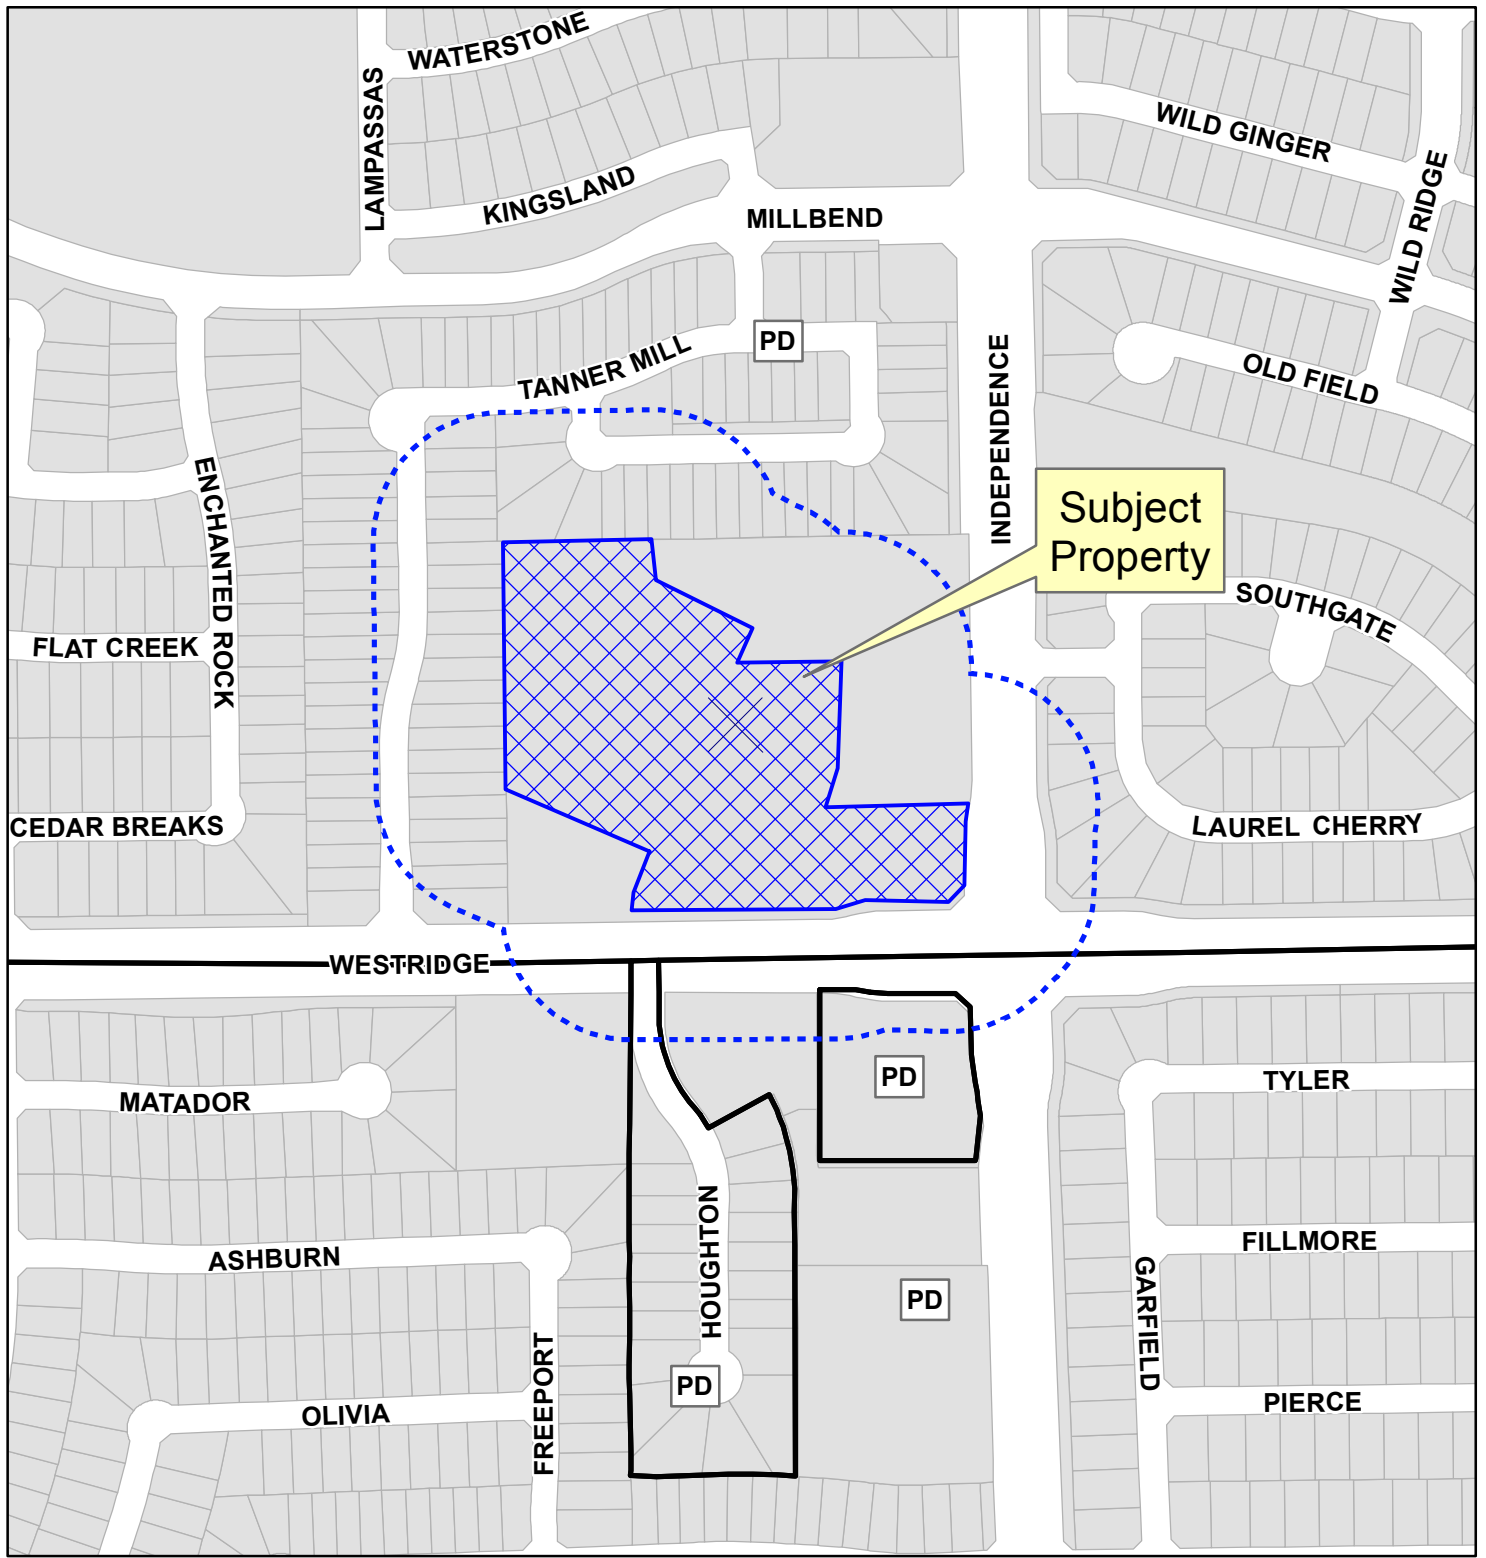 WATERSTONE
LAMPASSAS
WILD GINGER
KINGSLAND
MILLBEND
WILD RIDGE
PD
TANNER MILL
OLD FIELD
INDEPENDENCE
ENCHANTED ROCK
Subject
Property
SOUTHGATE
FLAT CREEK
CEDAR BREAKS
LAUREL CHERRY
WESTRIDGE
PD
TYLER
MATADOR
HOUGHTON
FILLMORE
ASHBURN
PD
GARFIELD
FREEPORT
PD
PIERCE
OLIVIA